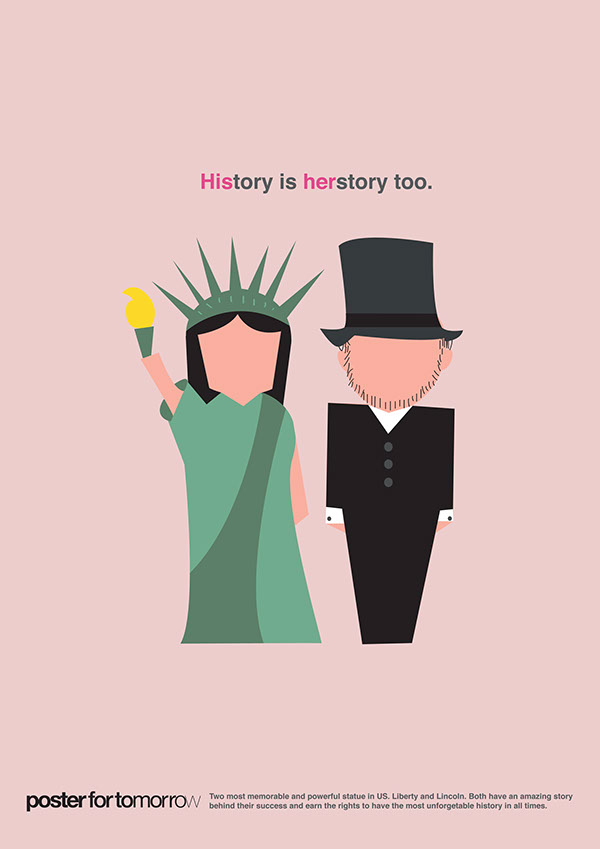 History is herstory too.
poster for tomorrow
Two most memorable and powerful statue in US. Liberty and Lincoln. Both have an amazing story
behind their success and earn the rights to have the most unforgetable history in all times.